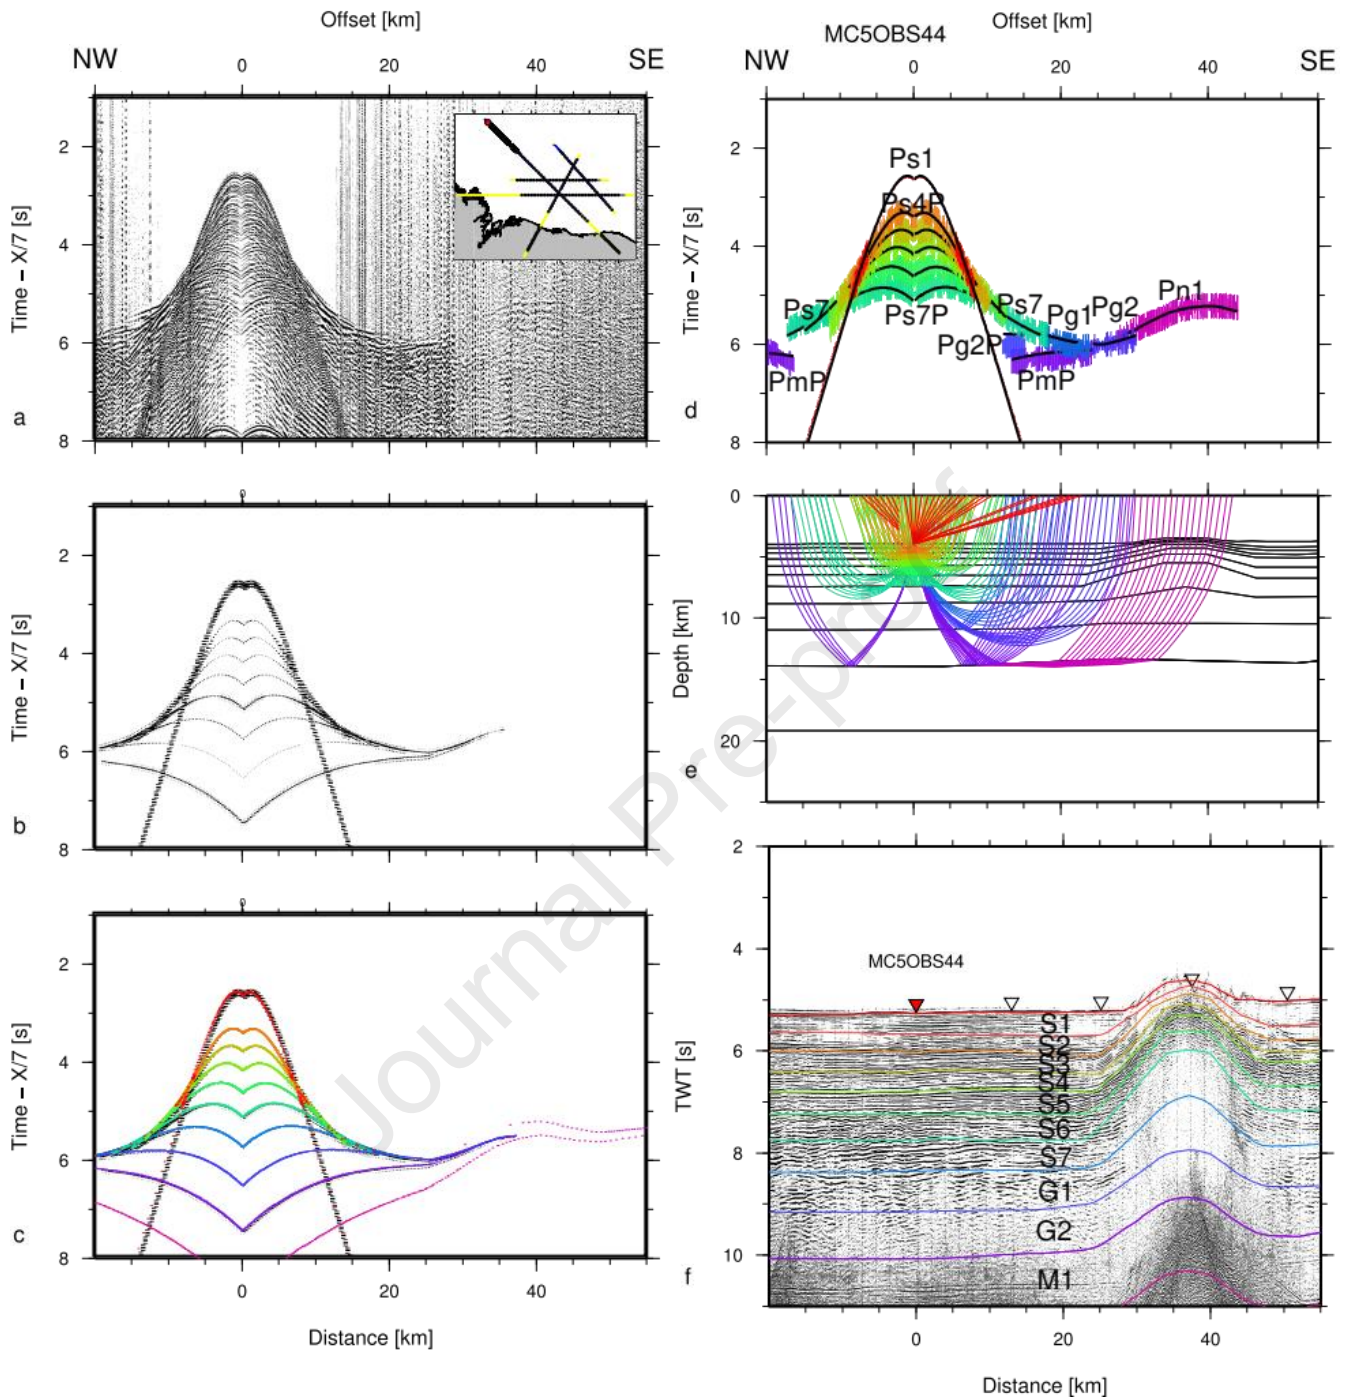 Offset [km]
NW 0 20 40 SE
Time – X/7 [s]
2
4
6
8
a
MC5OBS44
Offset [km]
NW 0 20 40 SE
Time – X/7 [s]
2
4
6
8
Ps1
Ps4P
Ps7
Ps7P
Ps7
Pg1
Pg2
Pn1
Pg2P
PmP
PmP
d
0
Time – X/7 [s]
2
4
6
8
b
Depth [km]
0
10
20
e
0
Time – X/7 [s]
2
4
6
8
c
0 20 40
Distance [km]
TWT [s]
2
4
6
8
10
MC5OBS44
S1
S2
S3
S4
S5
S6
S7
G1
G2
M1
f
0 20 40
Distance [km]
Journal Pre-proof